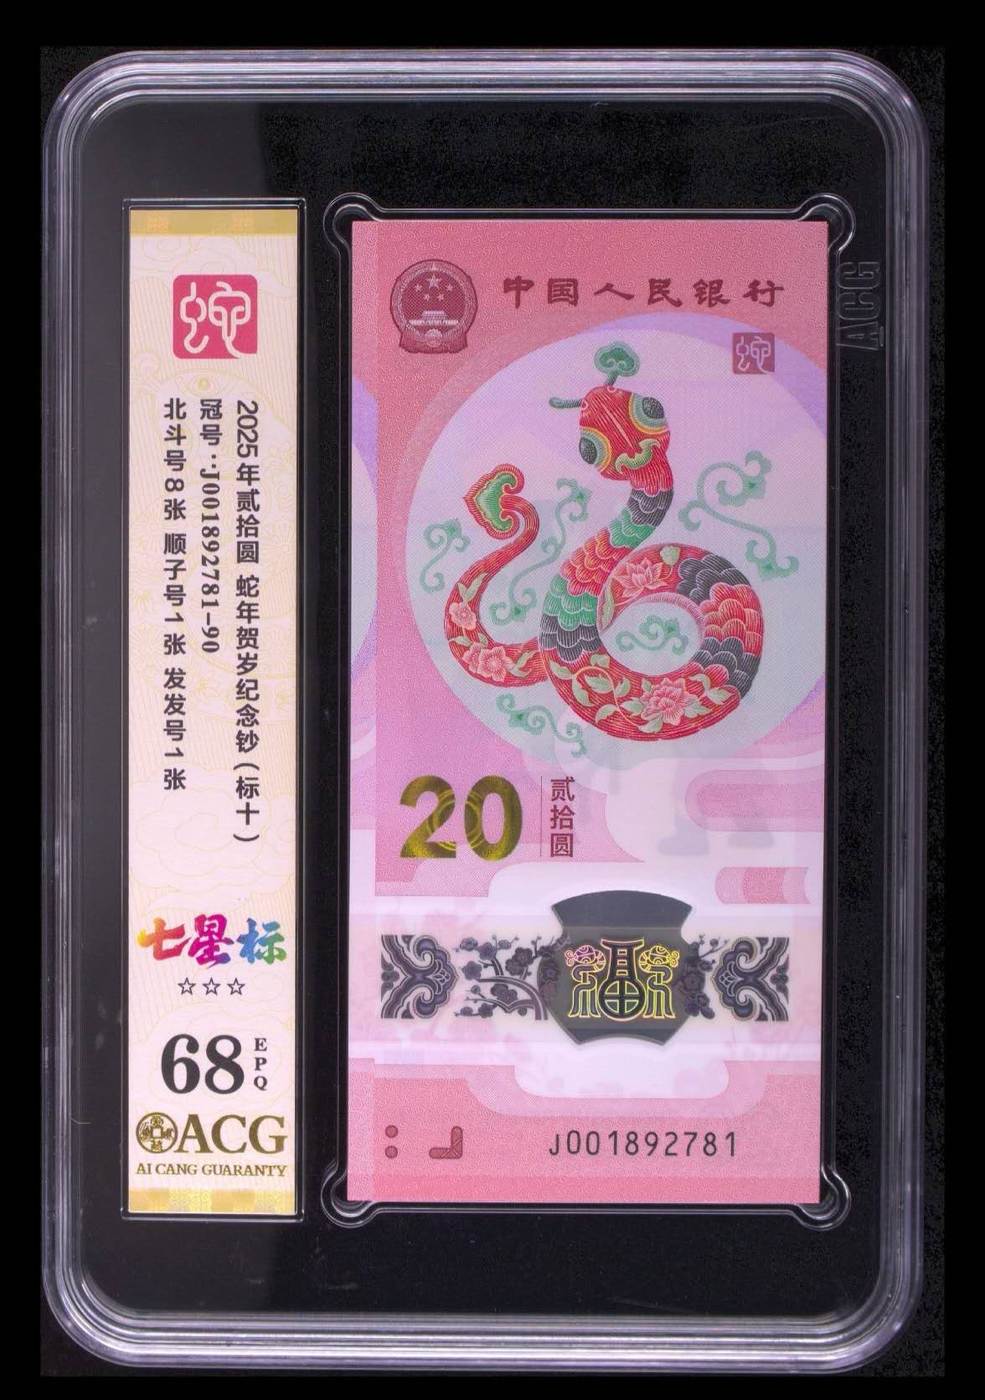 蛇
2025年贰拾圆 蛇年贺岁纪念钞（标十）
冠号：J001892781-90
北斗号8张 顺子号1张 发发号1张
七星标
☆☆☆
68
EPQ
ACG
AI CANG GUARANTY
中国人民银行
蛇
20
贰拾圆
福
J001892781
ACG